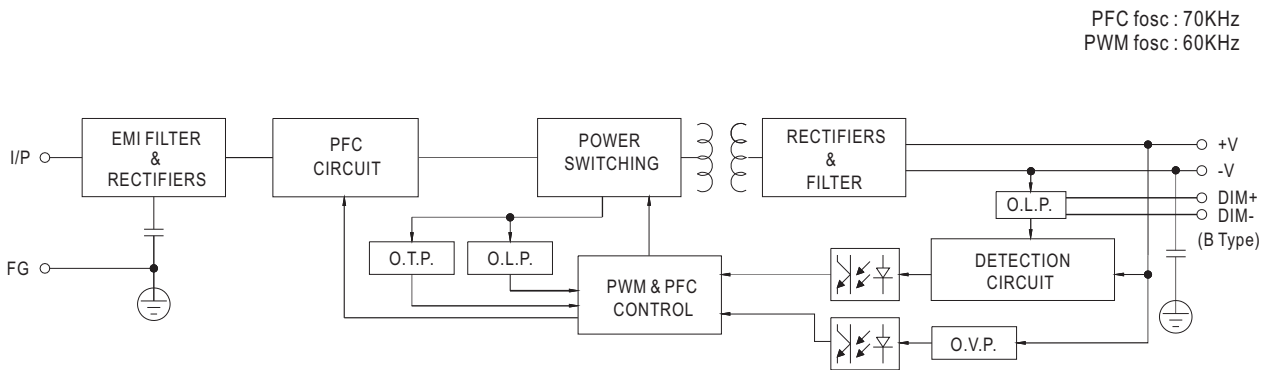 PFC fosc : 70KHz
PWM fosc : 60KHz
I/P
EMI FILTER
&
RECTIFIERS
PFC
CIRCUIT
POWER
SWITCHING
RECTIFIERS
&
FILTER
+V
-V
DIM+
DIM-
(B Type)
O.L.P.
FG
O.T.P.
O.L.P.
PWM & PFC
CONTROL
DETECTION
CIRCUIT
O.V.P.